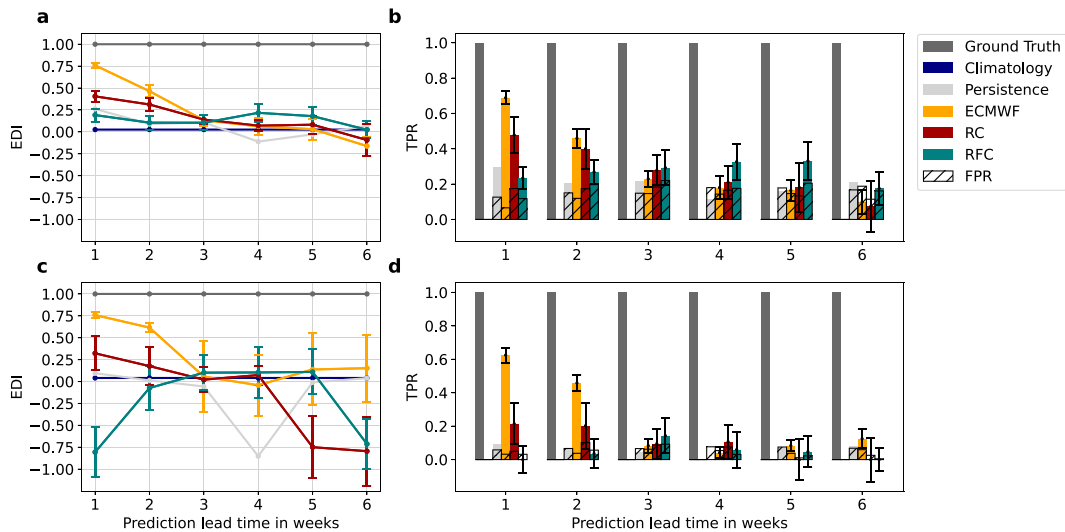 a
EDI
1.00
0.75
0.50
0.25
0.00
−0.25
−0.50
−0.75
−1.00
1 2 3 4 5 6
b
TPR
1.0
0.8
0.6
0.4
0.2
0.0
1 2 3 4 5 6
Ground Truth
Climatology
Persistence
ECMWF
RC
RFC
FPR
c
EDI
1.00
0.75
0.50
0.25
0.00
−0.25
−0.50
−0.75
−1.00
1 2 3 4 5 6
Prediction lead time in weeks
d
TPR
1.0
0.8
0.6
0.4
0.2
0.0
1 2 3 4 5 6
Prediction lead time in weeks